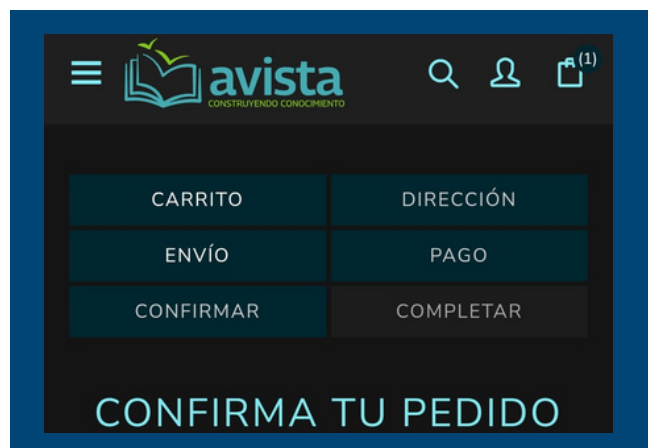 avista
CONSTRUYENDO CONOCIMIENTO
(1)
CARRITO
DIRECCIÓN
ENVÍO
PAGO
CONFIRMAR
COMPLETAR
CONFIRMA TU PEDIDO